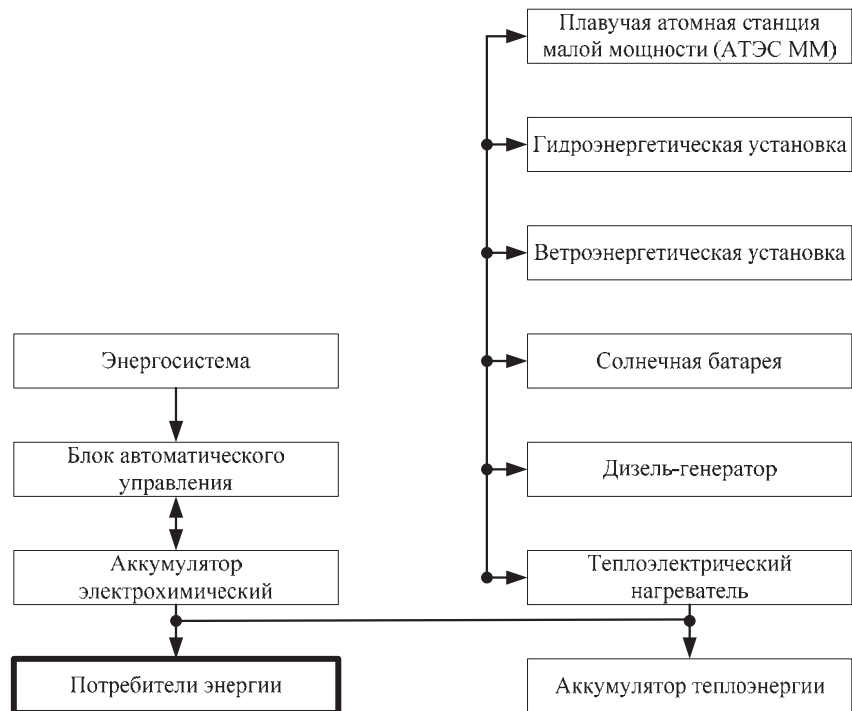 Плавучая атомная станция
малой мощности (АТЭС ММ)
Гидроэнергетическая установка
Ветроэнергетическая установка
Энергосистема
Солнечная батарея
Блок автоматического
управления
Дизель-генератор
Аккумулятор
электрохимический
Теплоэлектрический
нагреватель
Потребители энергии
Аккумулятор теплоэнергии